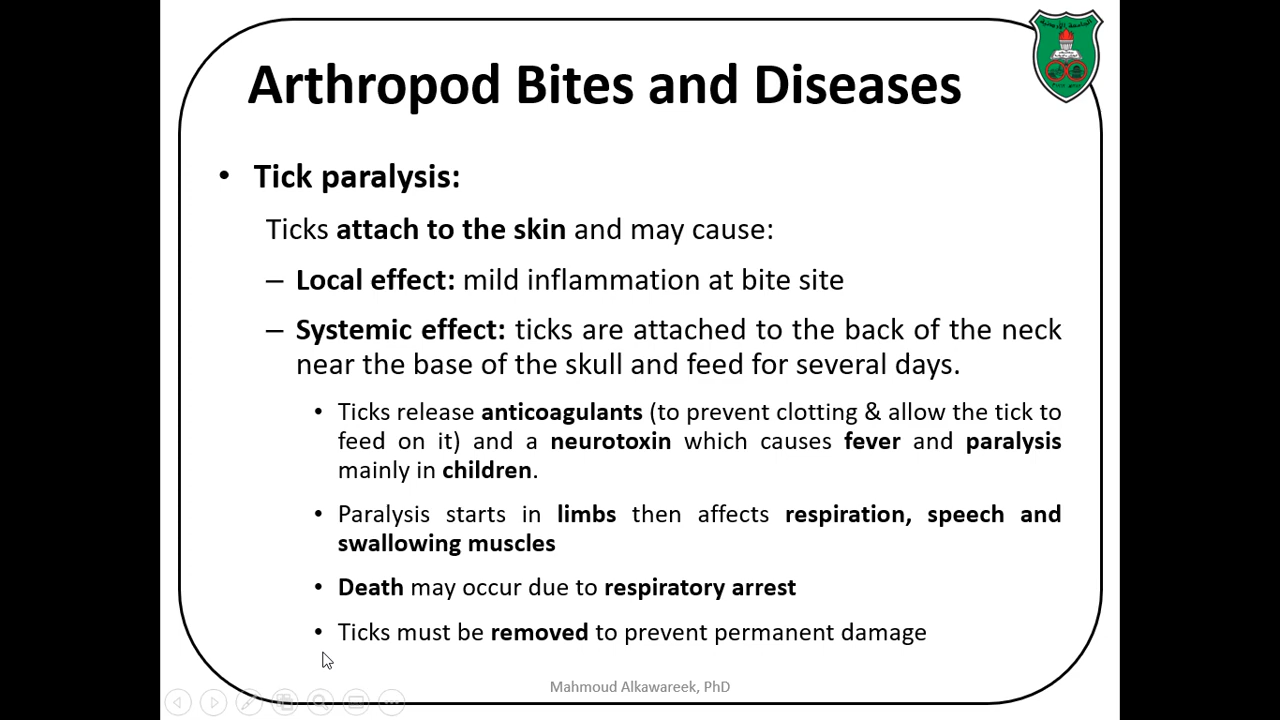 Arthropod Bites and Diseases
• Tick paralysis:
Ticks attach to the skin and may cause:
– Local effect: mild inflammation at bite site
– Systemic effect: ticks are attached to the back of the neck
near the base of the skull and feed for several days.
• Ticks release anticoagulants (to prevent clotting & allow the tick to
feed on it) and a neurotoxin which causes fever and paralysis
mainly in children.
• Paralysis starts in limbs then affects respiration, speech and
swallowing muscles
• Death may occur due to respiratory arrest
• Ticks must be removed to prevent permanent damage
Mahmoud Alkawareek, PhD